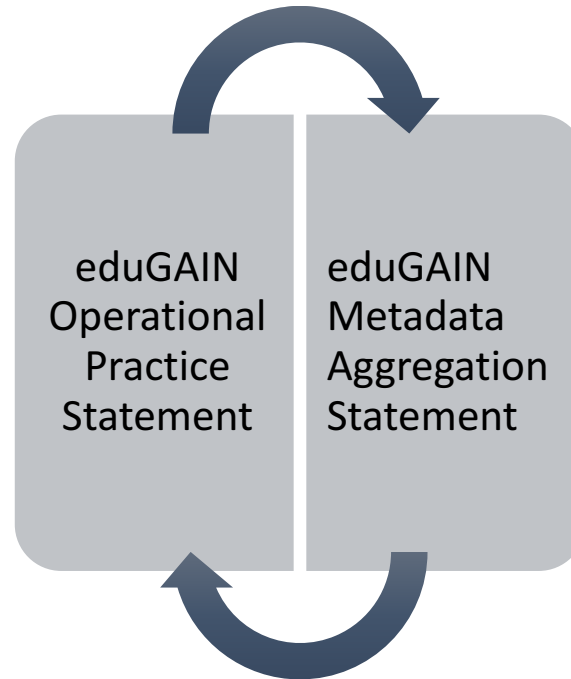 eduGAIN
Operational
Practice
Statement
eduGAIN
Metadata
Aggregation
Statement